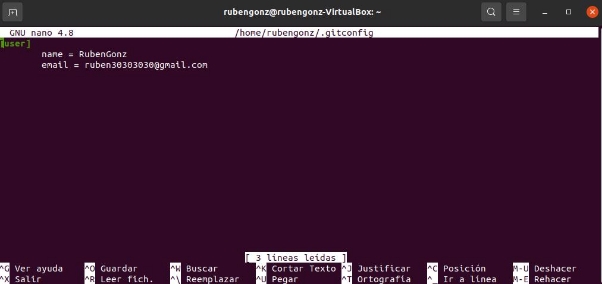 rubengonz@rubengonz-VirtualBox: ~
GNU nano 4.8 /home/rubengonz/.gitconfig
[user]
name = RubenGonz
email = ruben30303030@gmail.com
[ 3 líneas leídas ]
^G Ver ayuda ^O Guardar ^W Buscar ^K Cortar Texto ^J Justificar ^C Posición M-U Deshacer
^X Salir ^R Leer fich. ^\ Reemplazar ^U Pegar ^T Ortografía ^_ Ir a línea M-E Rehacer